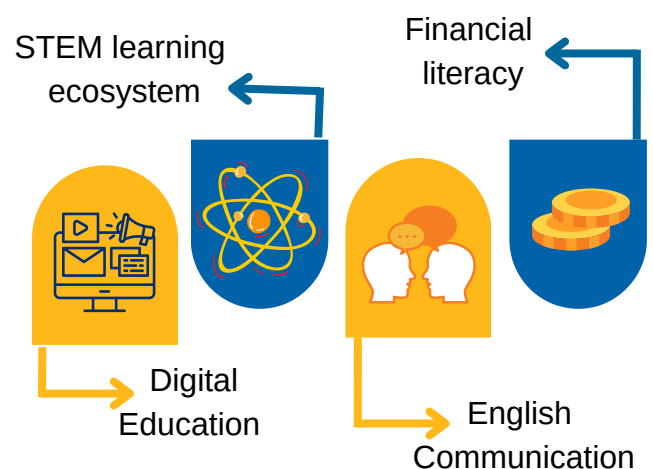 STEM learning
ecosystem
Financial
literacy
Digital
Education
English
Communication